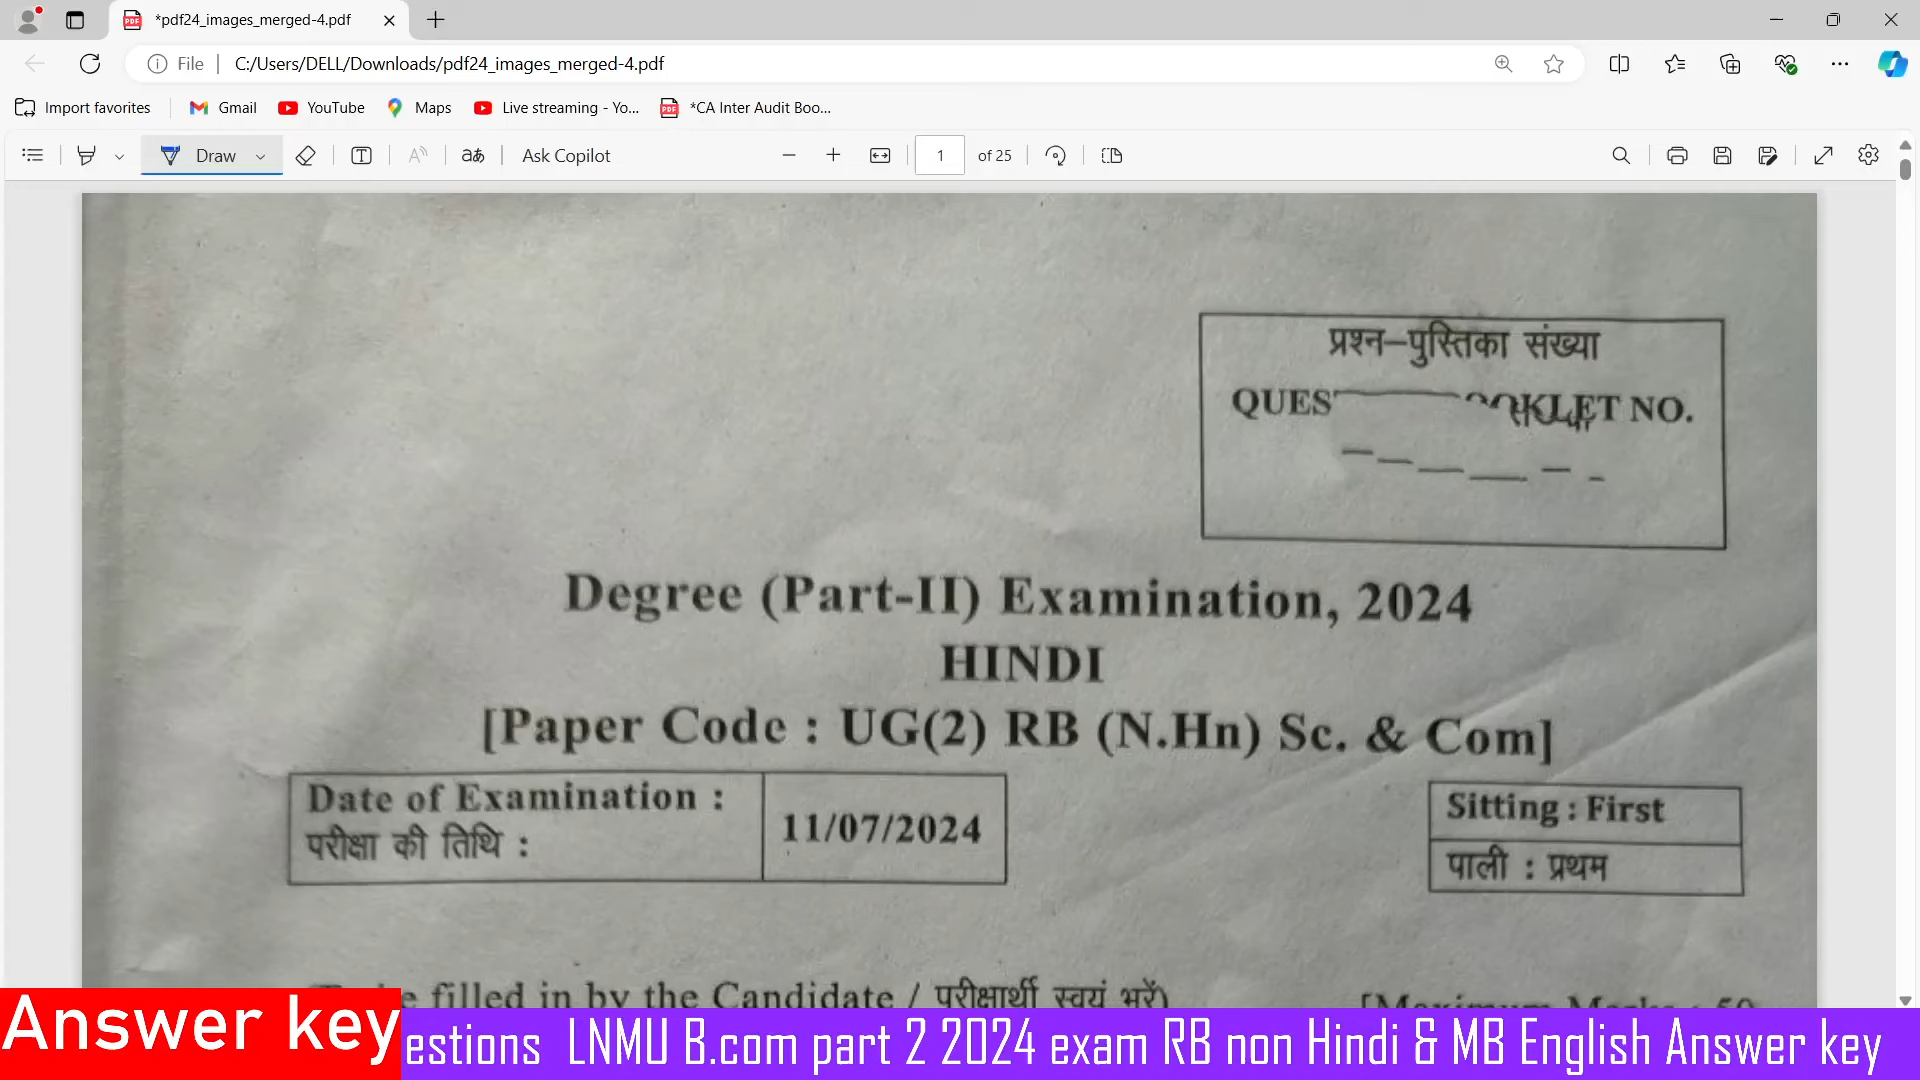 *pdf24_images_merged-4.pdf
File
C:/Users/DELL/Downloads/pdf24_images_merged-4.pdf
Import favorites
Gmail
YouTube
Maps
Live streaming - Yo...
*CA Inter Audit Boo...
Draw
Ask Copilot
1 of 25
प्रश्न–पुस्तिका संख्या
QUES OKLET NO.
Degree (Part-II) Examination, 2024
HINDI
[Paper Code : UG(2) RB (N.Hn) Sc. & Com]
Date of Examination :
परीक्षा की तिथि :
11/07/2024
Sitting : First
पाली : प्रथम
filled in by the Candidate / परीक्षार्थी स्वयं भरें)
[Maximum Marks : 50
Answer key
estions LNMU B.com part 2 2024 exam RB non Hindi & MB English Answer key